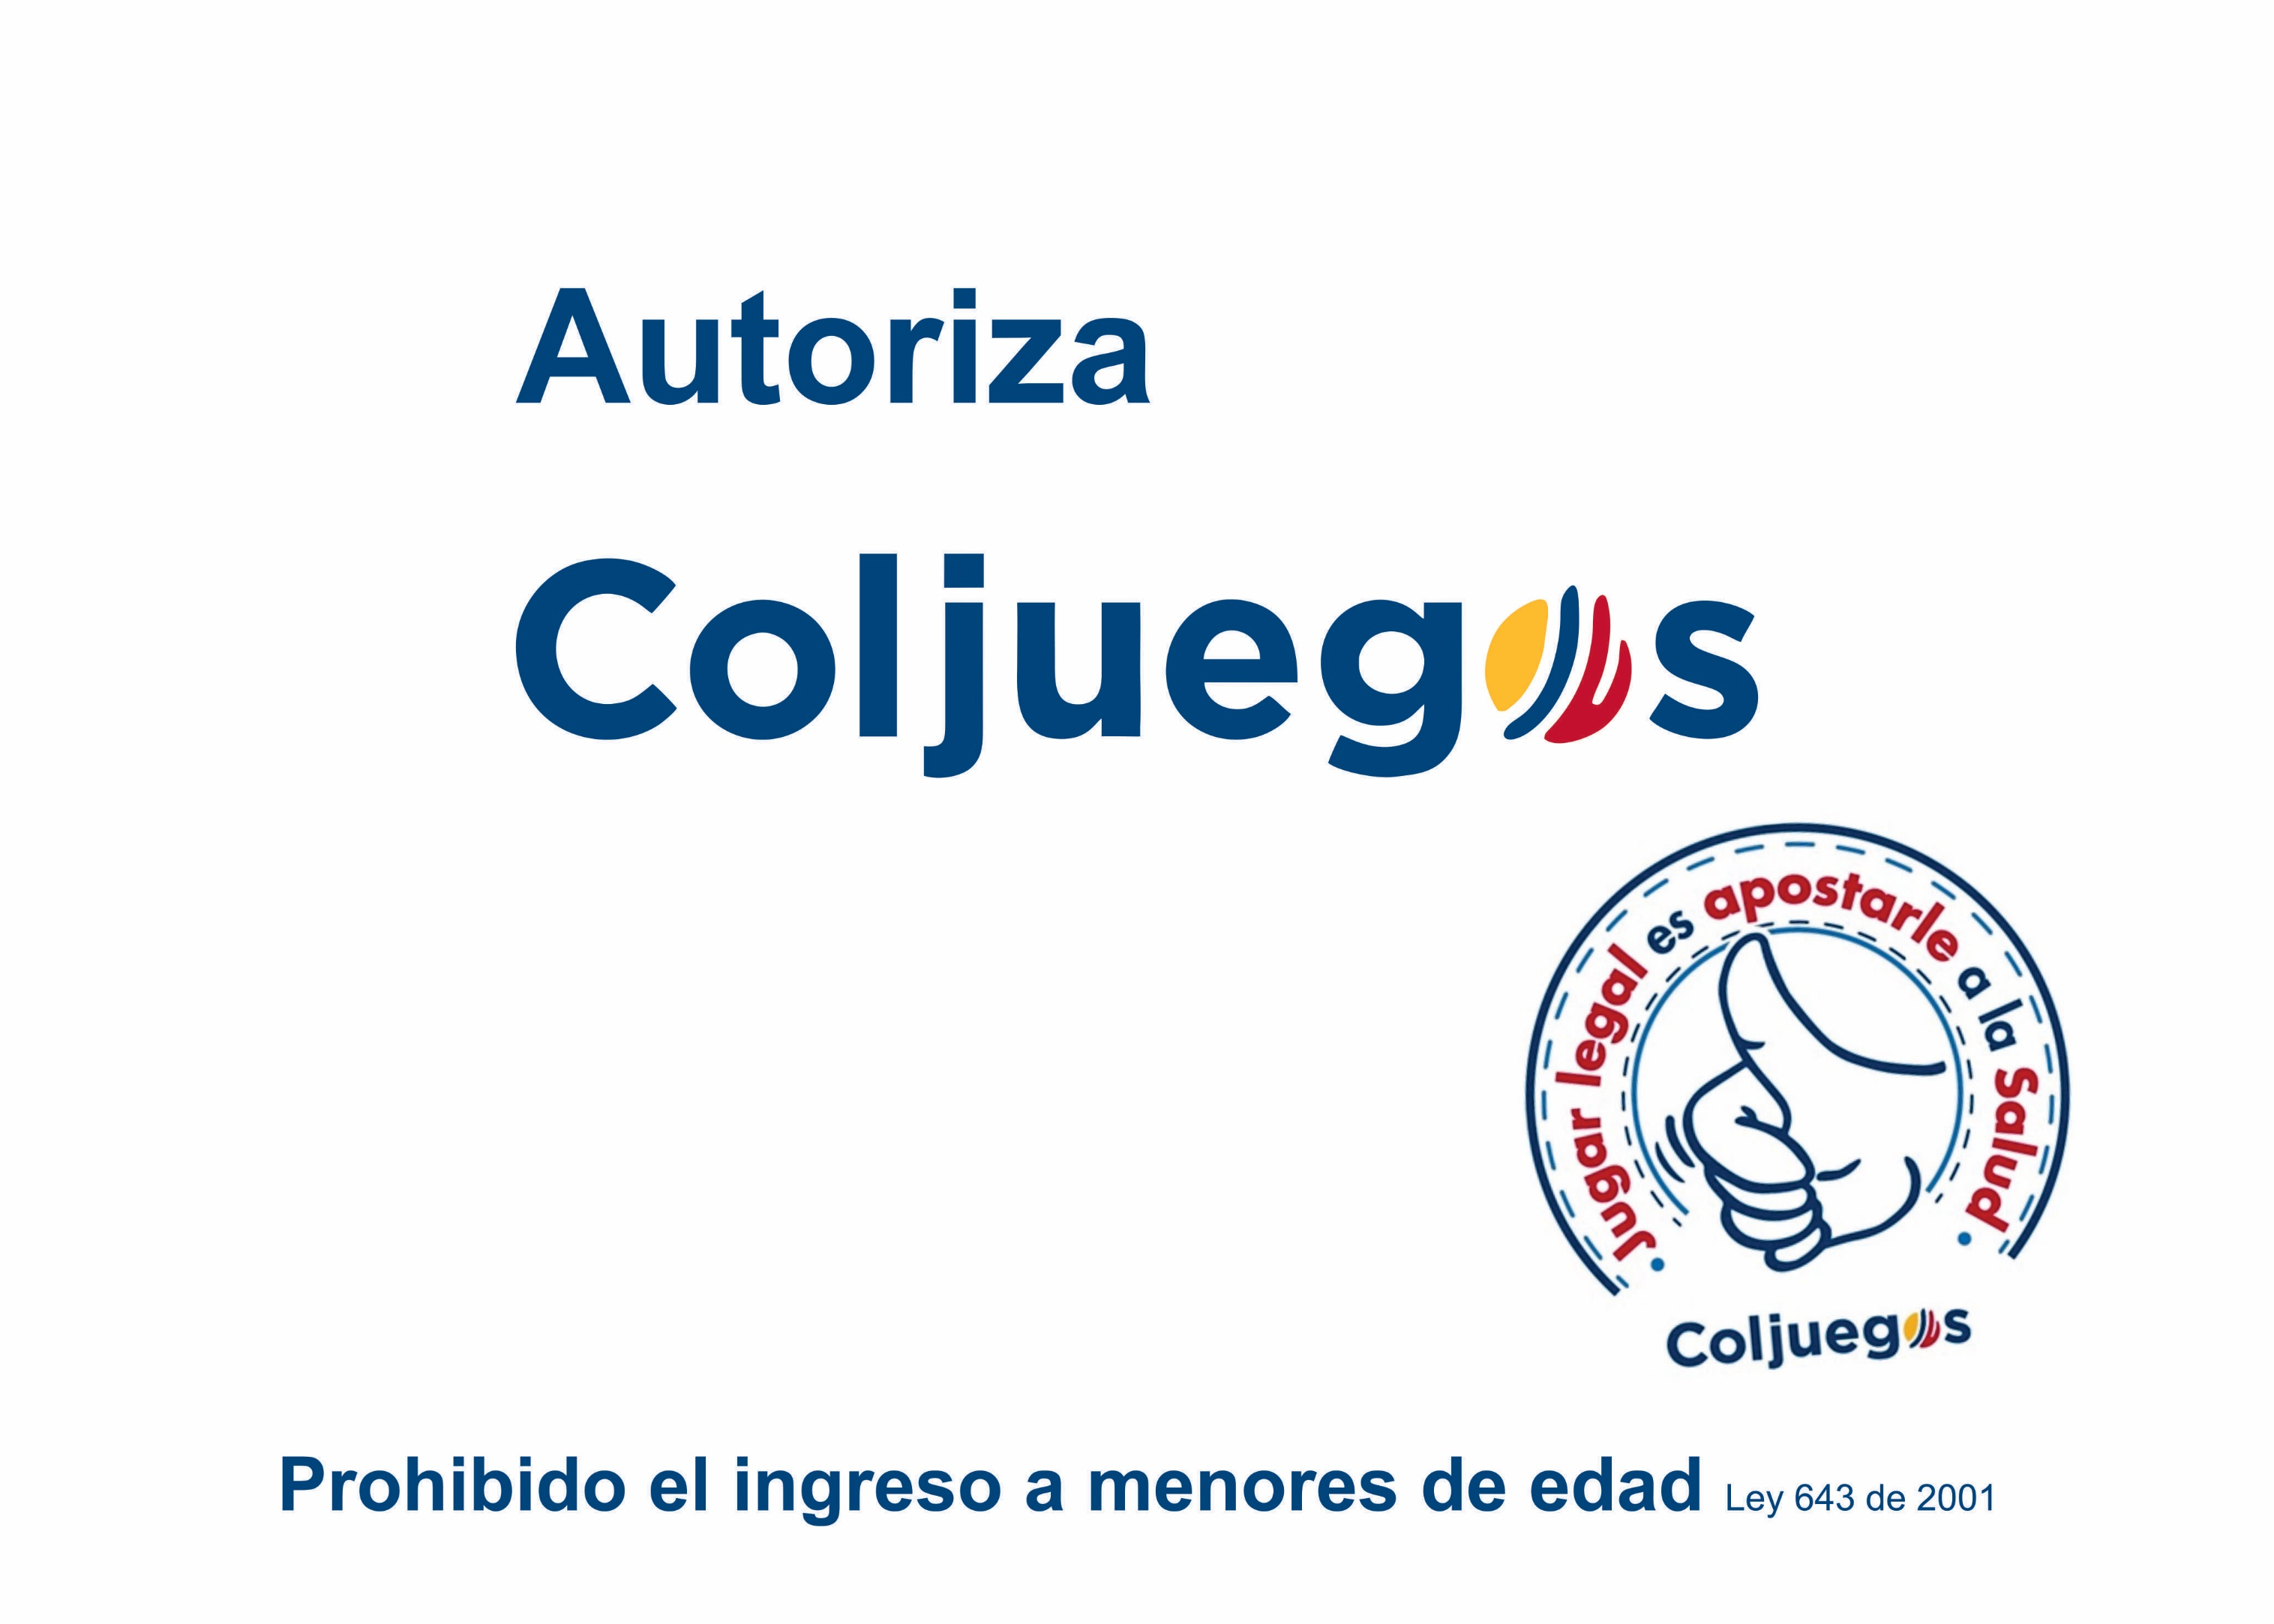 Autoriza
Coljuegos
Jugar legal es apostarle a la salud
Coljuegos
Prohibido el ingreso a menores de edad Ley 643 de 2001